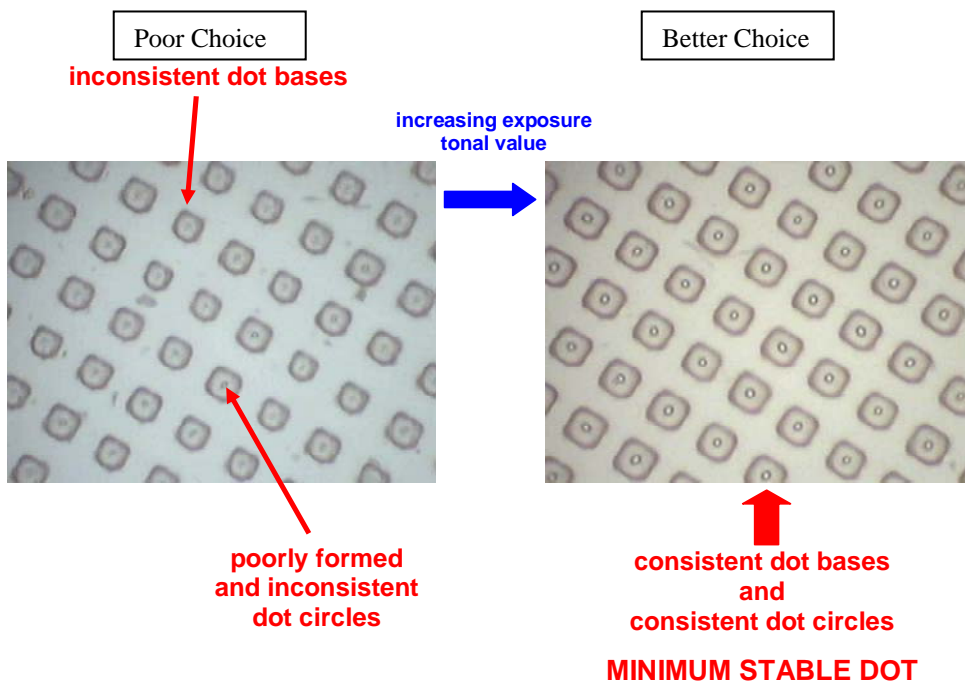 Poor Choice
inconsistent dot bases
increasing exposure
tonal value
poorly formed
and inconsistent
dot circles
Better Choice
consistent dot bases
and
consistent dot circles
MINIMUM STABLE DOT